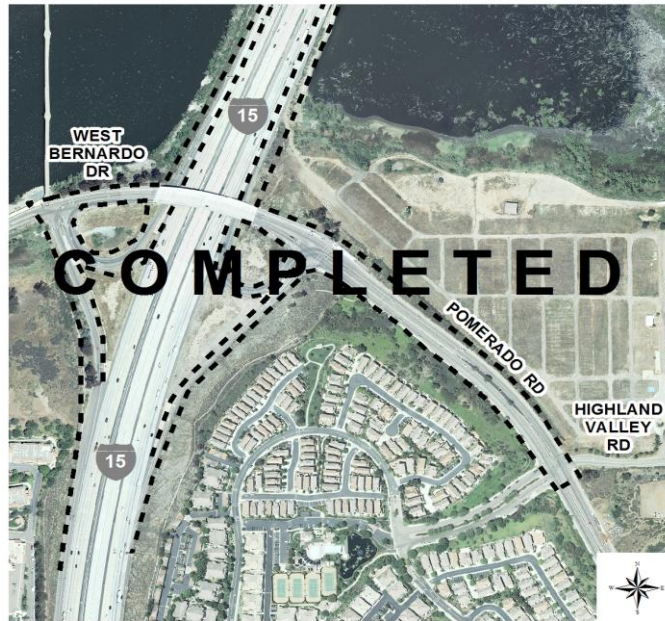 15
WEST
BERNARDO
DR
COMPLETED
POMERADO RD
HIGHLAND
VALLEY
RD
15
N
W E
S